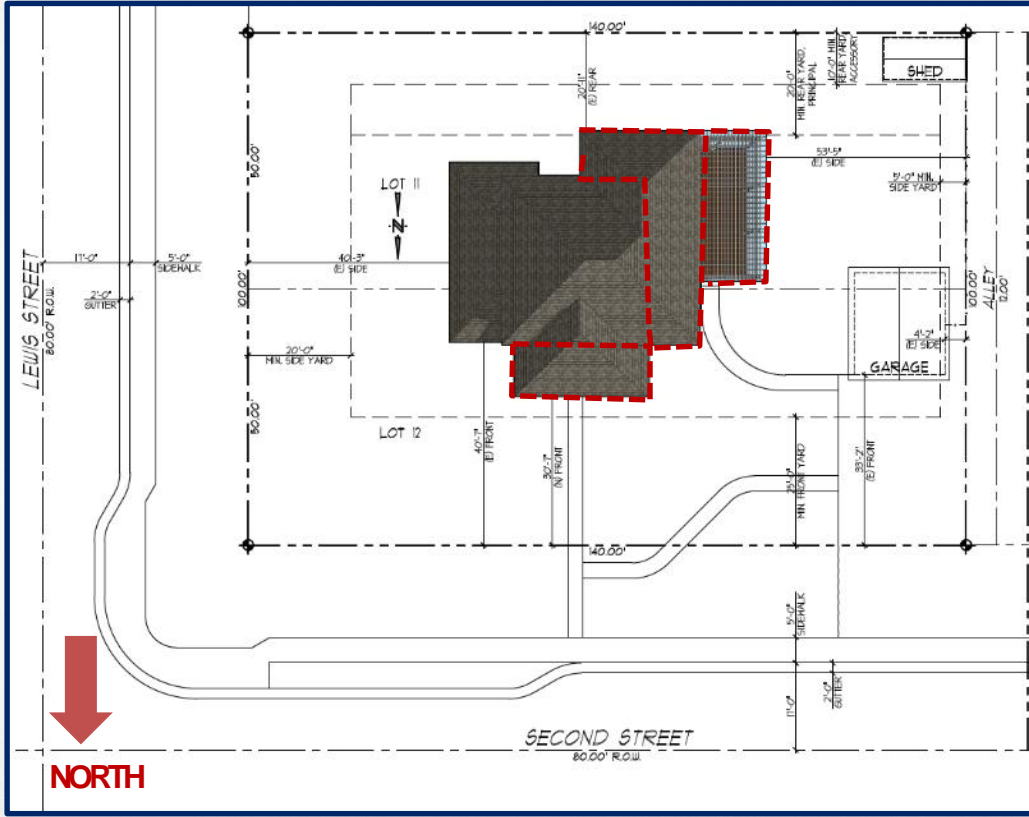 140.00'
20'-11"
(E) REAR
20'-0"
MIN. REAR YARD,
PRINCIPAL
10'-0" MIN.
REAR YARD,
ACCESSORY
SHED
53'-5"
(E) SIDE
5'-0" MIN.
SIDE YARD
50.00'
LOT 11
N
LEWIS STREET
80.00' R.O.W.
11'-0"
5'-0"
SIDEWALK
2'-0"
GUTTER
40'-3"
(E) SIDE
100.00'
100.00'
ALLEY
12.00'
20'-0"
MIN. SIDE YARD
4'-2"
(E) SIDE
GARAGE
50.00'
LOT 12
40'-7"
(E) FRONT
30'-7"
(N) FRONT
25'-0"
MIN. FRONT YARD
33'-2"
(E) FRONT
140.00'
5'-0"
SIDEWALK
11'-0"
2'-0"
GUTTER
SECOND STREET
80.00' R.O.W.
NORTH